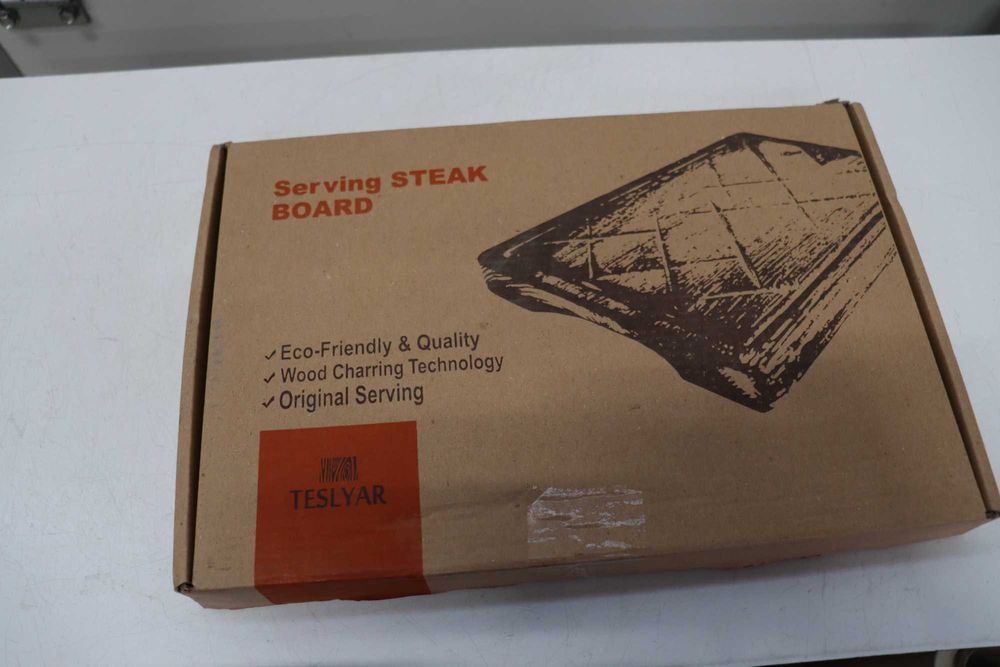 Serving STEAK
BOARD
✓ Eco-Friendly & Quality
✓ Wood Charring Technology
✓ Original Serving
TESLYAR